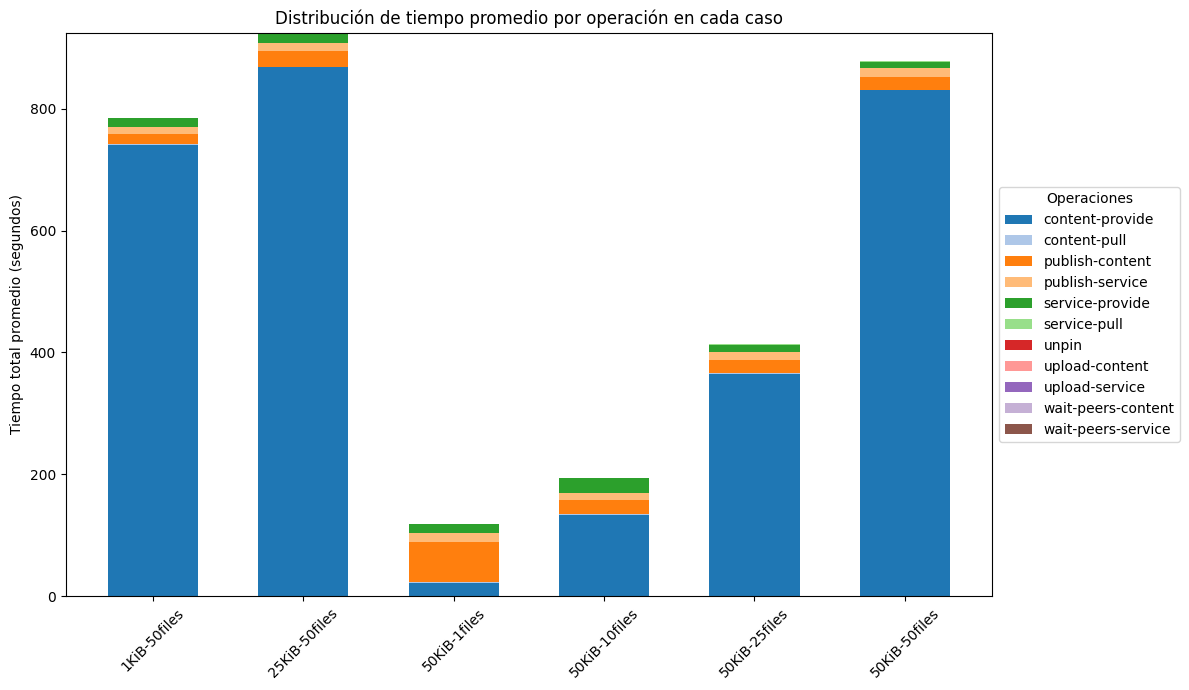 Distribución de tiempo promedio por operación en cada caso
Tiempo total promedio (segundos)
800
600
400
200
0
1KiB-50files
25KiB-50files
50KiB-1files
50KiB-10files
50KiB-25files
50KiB-50files
Operaciones
content-provide
content-pull
publish-content
publish-service
service-provide
service-pull
unpin
upload-content
upload-service
wait-peers-content
wait-peers-service